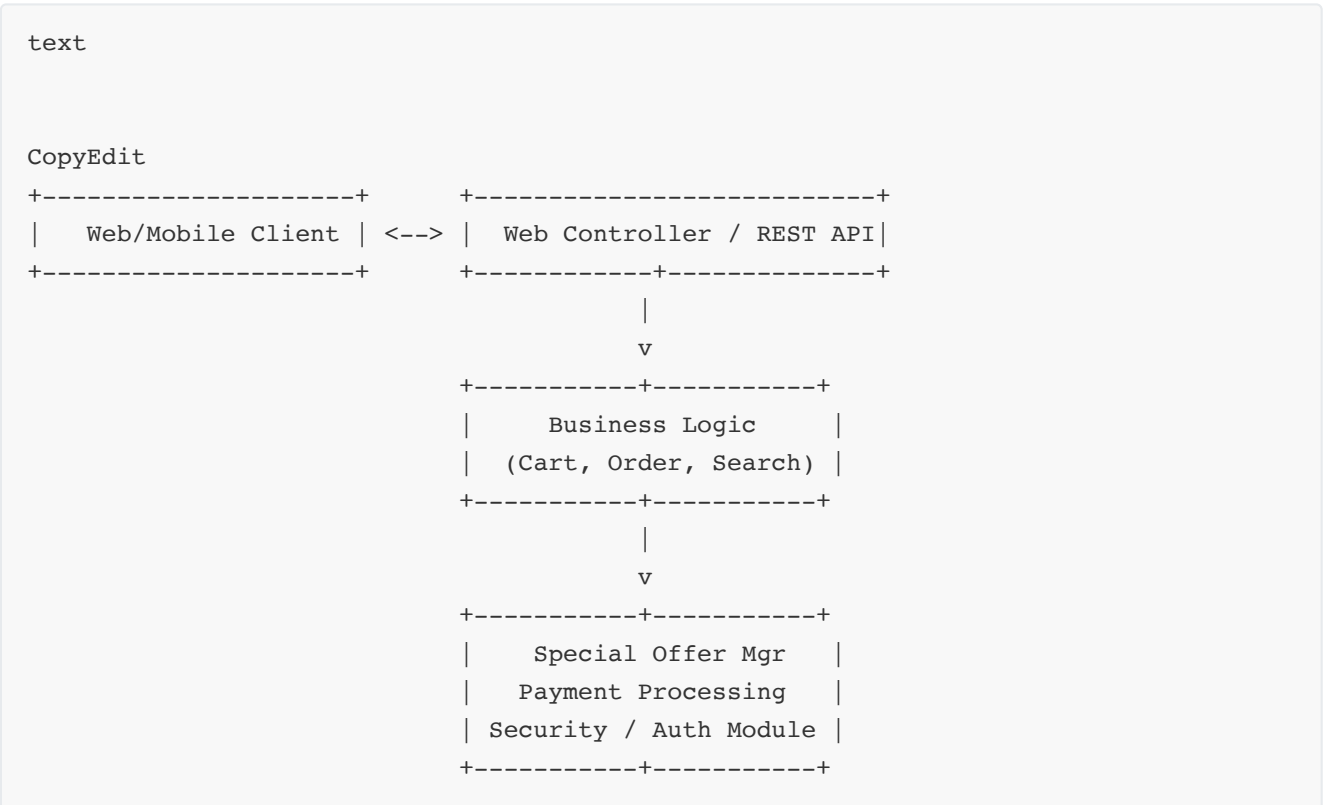 text
CopyEdit
+---------------------+      +---------------------------+
|   Web/Mobile Client | <--> |  Web Controller / REST API|
+---------------------+      +------------+--------------+
                                         |
                                         v
                             +-----------+-----------+
                             |     Business Logic     |
                             |  (Cart, Order, Search) |
                             +-----------+-----------+
                                         |
                                         v
                             +-----------+-----------+
                             |    Special Offer Mgr   |
                             |   Payment Processing   |
                             | Security / Auth Module |
                             +-----------+-----------+